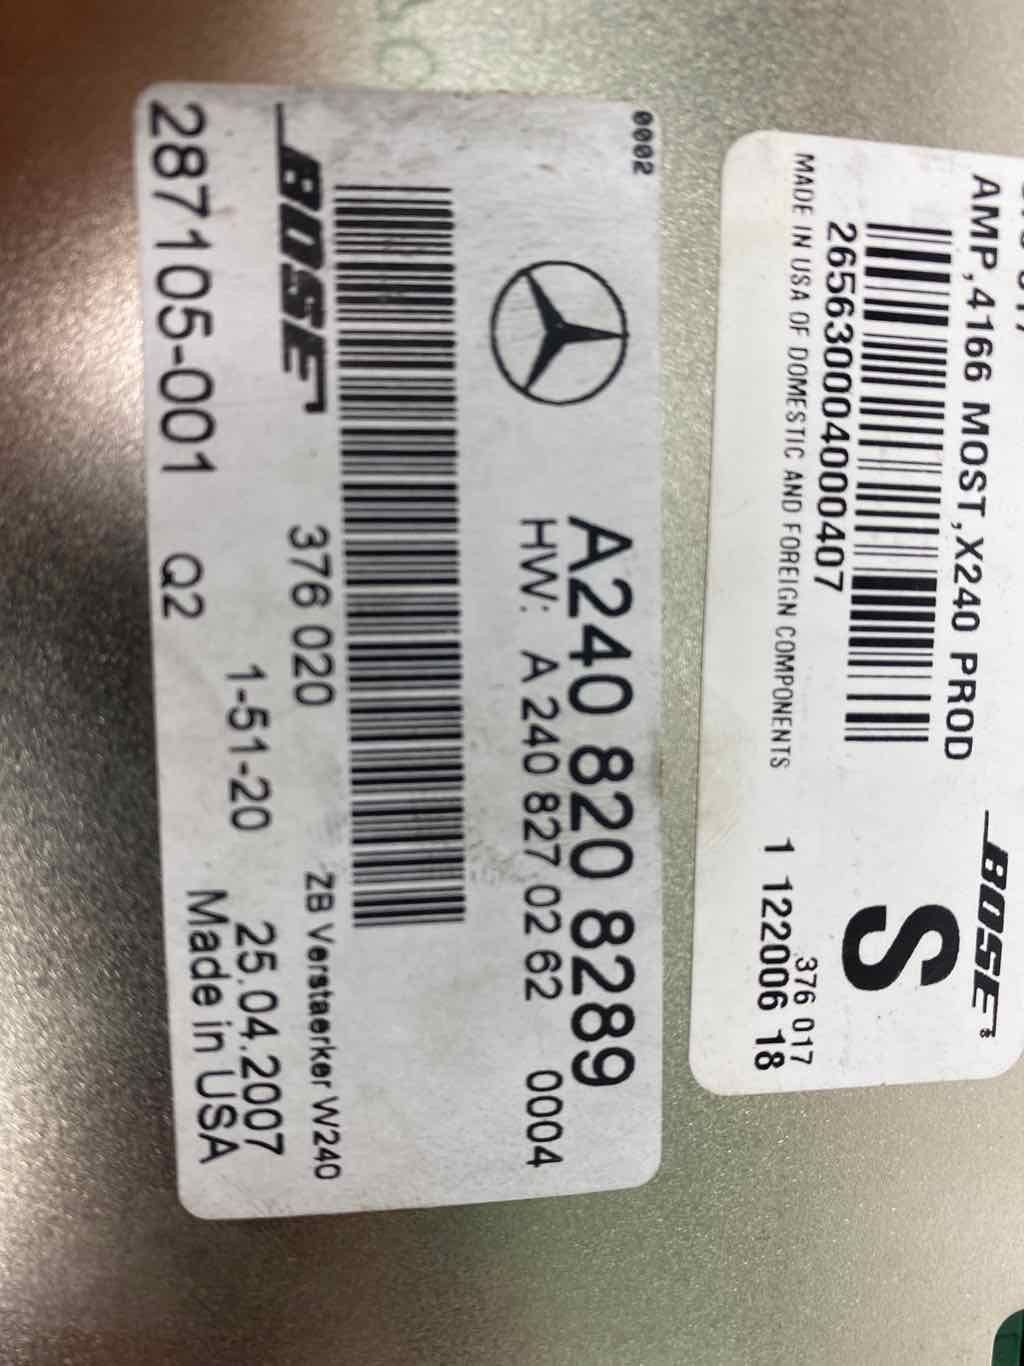 0002
A240 820 8289
HW: A 240 827 02 62 0004
BOSE
376 020
ZB Verstaerker W240
1-51-20
25.04.2007
287105-001 Q2
Made in USA
AMP,4166 MOST,X240 PROD
BOSE
265630004000407
S
MADE IN USA OF DOMESTIC AND FOREIGN COMPONENTS
376 017
1 122006 18